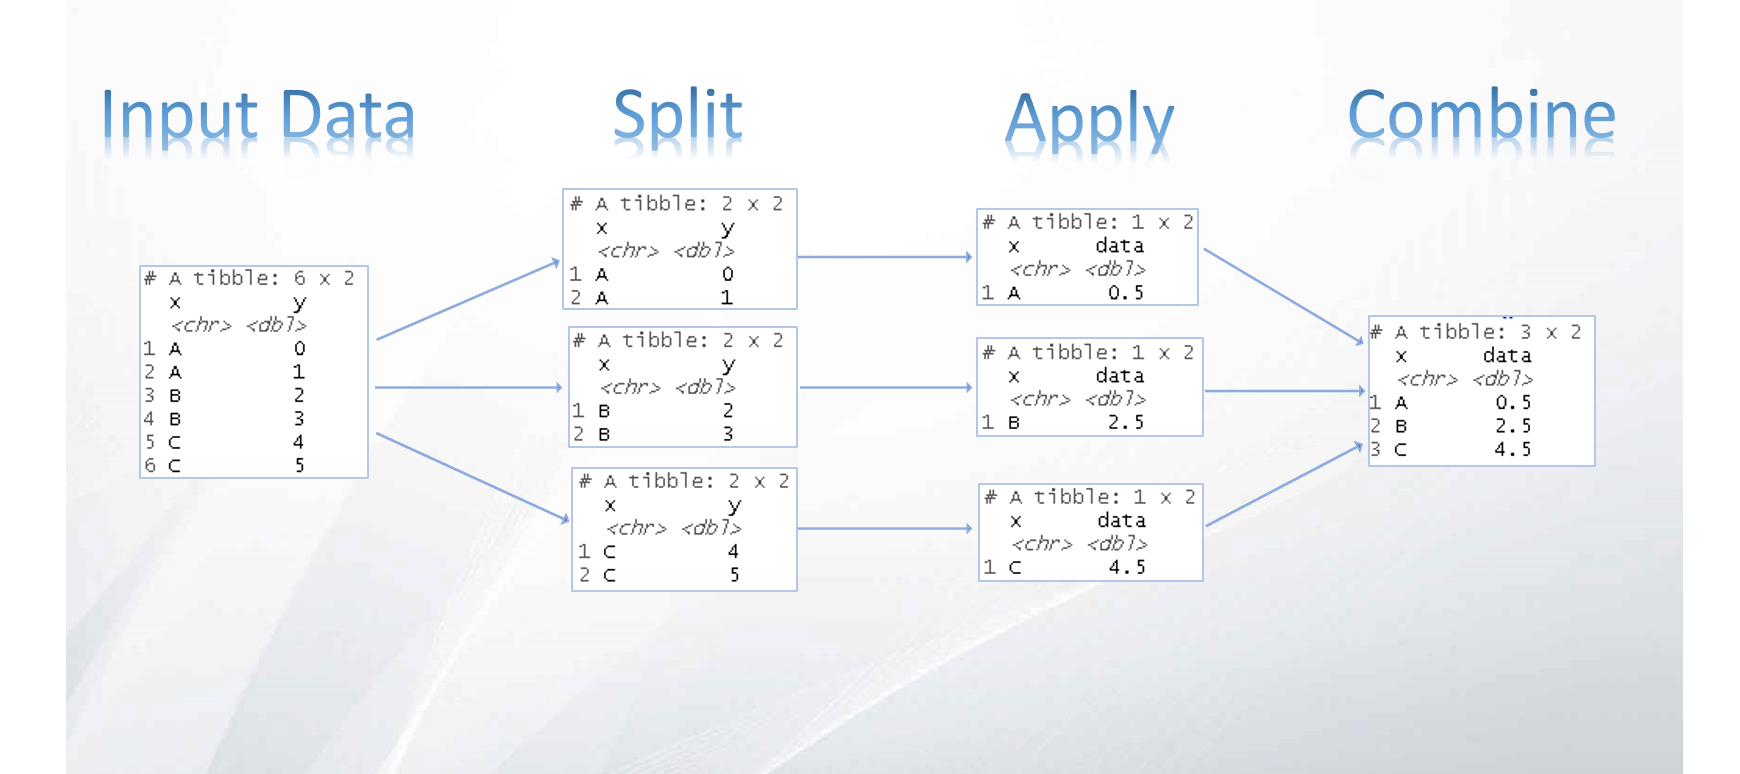 Input Data
Split
Apply
Combine
# A tibble: 6 x 2
x y
<chr> <dbl>
1 A 0
2 A 1
3 B 2
4 B 3
5 C 4
6 C 5
# A tibble: 2 x 2
x y
<chr> <dbl>
1 A 0
2 A 1
# A tibble: 2 x 2
x y
<chr> <dbl>
1 B 2
2 B 3
# A tibble: 2 x 2
x y
<chr> <dbl>
1 C 4
2 C 5
# A tibble: 1 x 2
x data
<chr> <dbl>
1 A 0.5
# A tibble: 1 x 2
x data
<chr> <dbl>
1 B 2.5
# A tibble: 1 x 2
x data
<chr> <dbl>
1 C 4.5
# A tibble: 3 x 2
x data
<chr> <dbl>
1 A 0.5
2 B 2.5
3 C 4.5